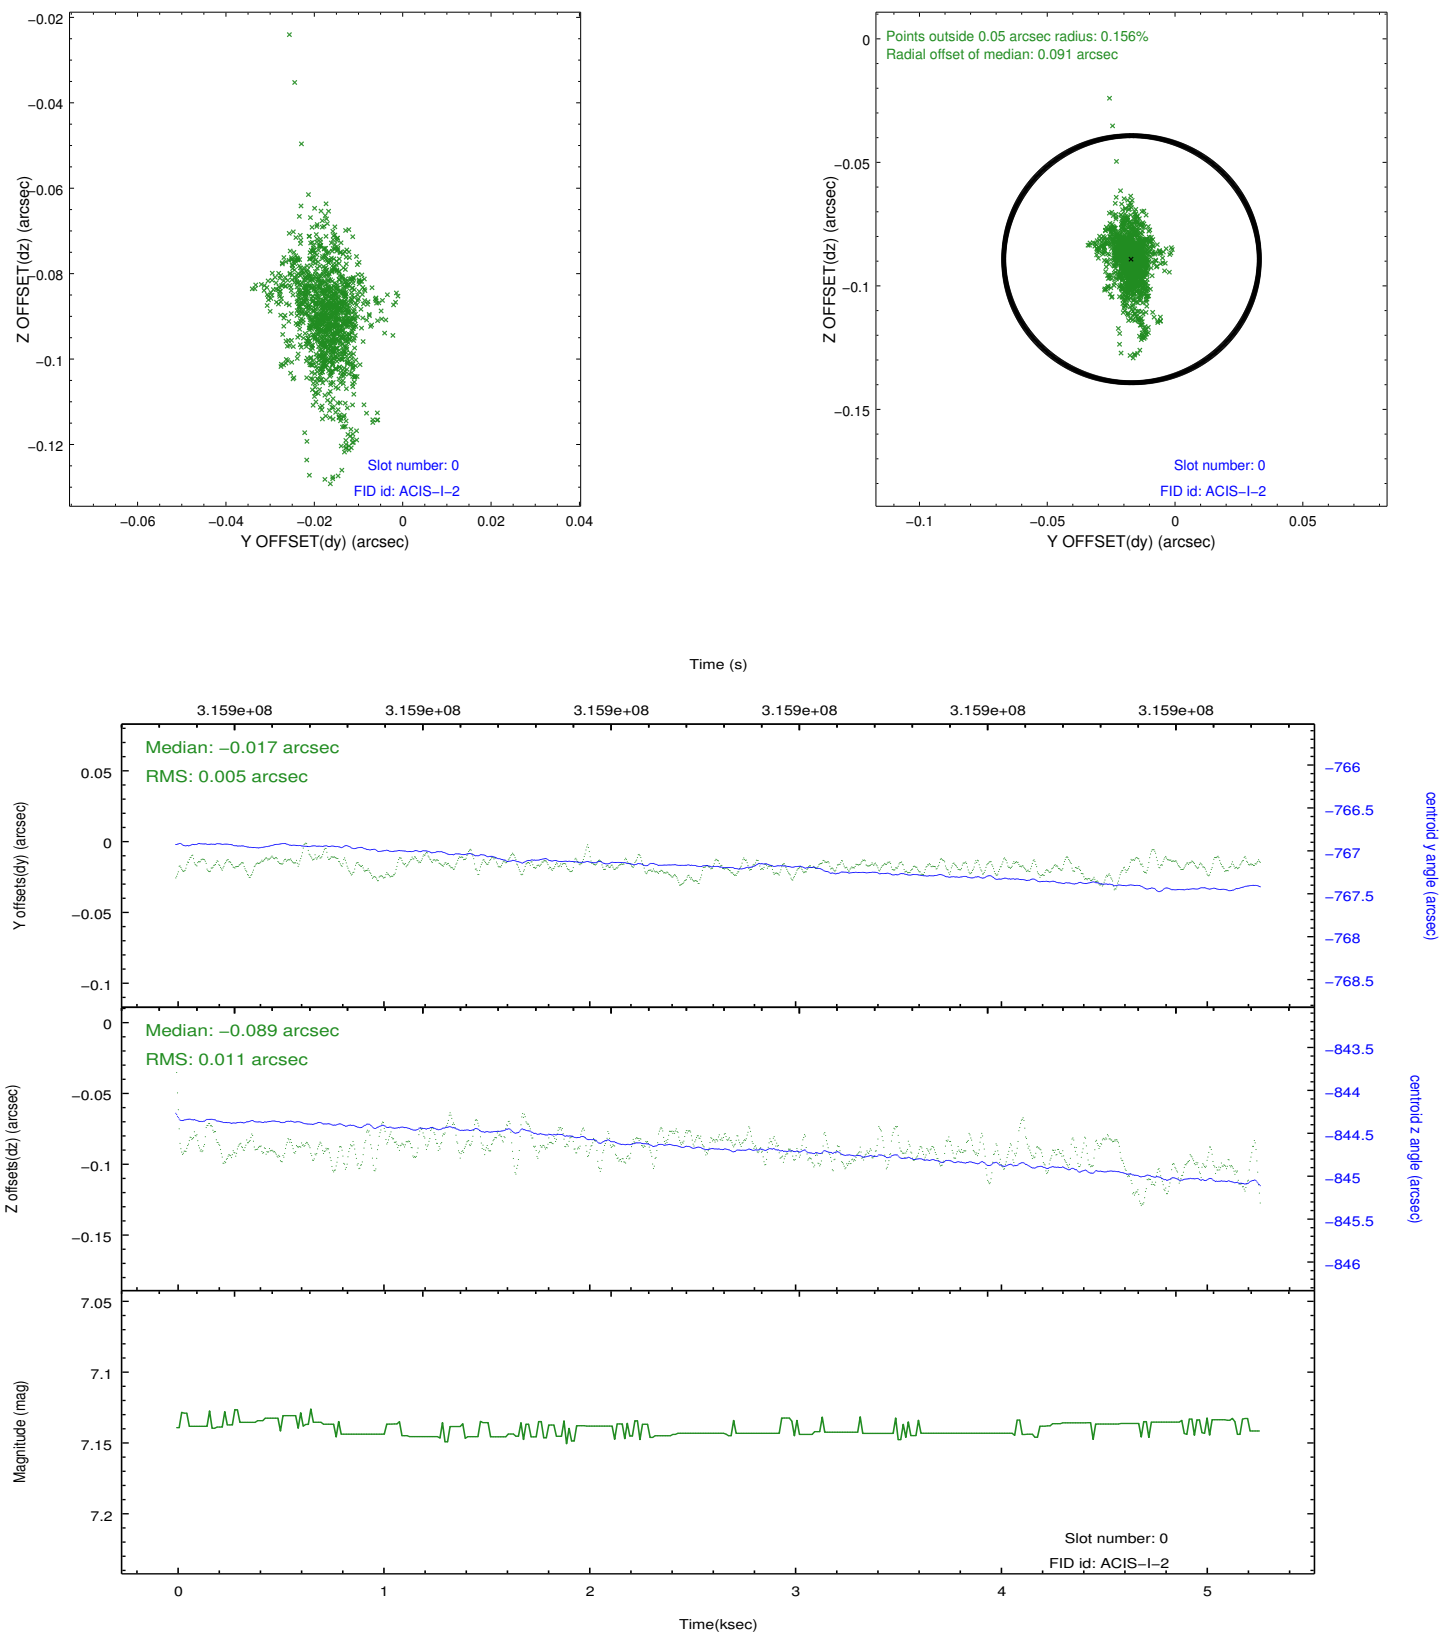 −0.02
−0.04
−0.06
−0.08
−0.1
−0.12
Z OFFSET(dz) (arcsec)
Slot number: 0
FID id: ACIS−I−2
−0.06
−0.04
−0.02
0
0.02
0.04
Y OFFSET(dy) (arcsec)
Points outside 0.05 arcsec radius: 0.156%
Radial offset of median: 0.091 arcsec
0
−0.05
−0.1
−0.15
Z OFFSET(dz) (arcsec)
Slot number: 0
FID id: ACIS−I−2
−0.1
−0.05
0
0.05
Y OFFSET(dy) (arcsec)
Time (s)
3.159e+08
3.159e+08
3.159e+08
3.159e+08
3.159e+08
3.159e+08
Median: −0.017 arcsec
RMS: 0.005 arcsec
0.05
0
−0.05
−0.1
Y offsets(dy) (arcsec)
−766
−766.5
−767
−767.5
−768
−768.5
centroid y angle (arcsec)
Median: −0.089 arcsec
RMS: 0.011 arcsec
0
−0.05
−0.1
−0.15
Z offsets(dz) (arcsec)
−843.5
−844
−844.5
−845
−845.5
−846
centroid z angle (arcsec)
7.05
7.1
7.15
7.2
Magnitude (mag)
Slot number: 0
FID id: ACIS−I−2
0
1
2
3
4
5
Time(ksec)